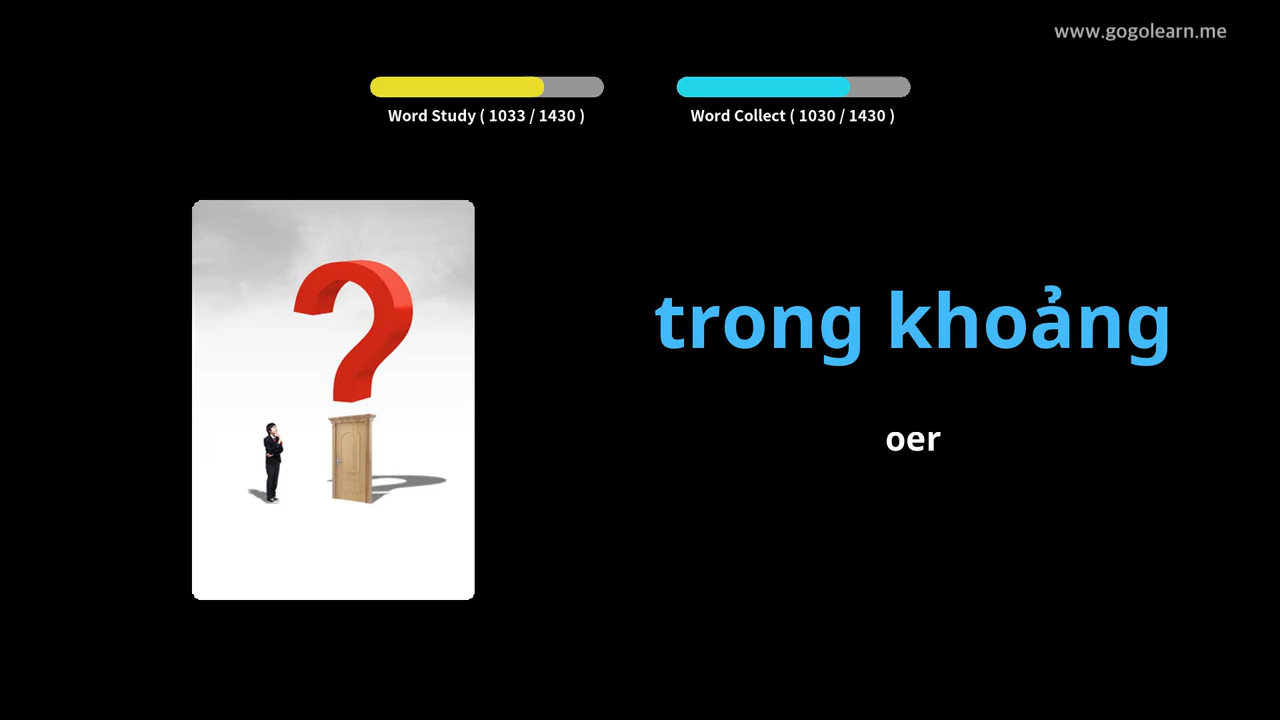 www.gogolearn.me
Word Study ( 1033 / 1430 )
Word Collect ( 1030 / 1430 )
trong khoảng
oer